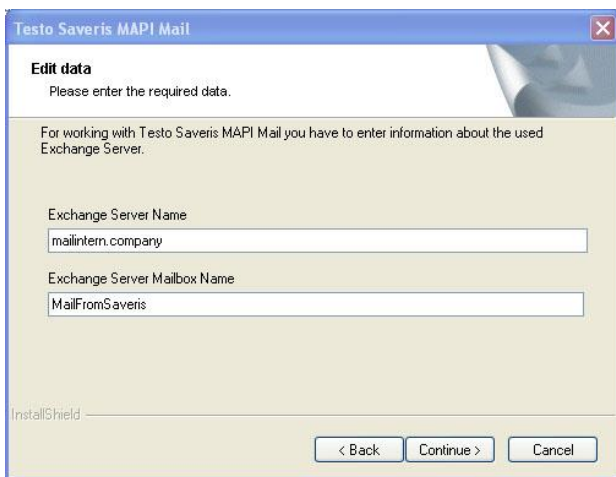 Testo Saveris MAPI Mail
Edit data
Please enter the required data.
For working with Testo Saveris MAPI Mail you have to enter information about the used
Exchange Server.
Exchange Server Name
mailintern.company
Exchange Server Mailbox Name
MailFromSaveris
InstallShield
< Back
Continue >
Cancel